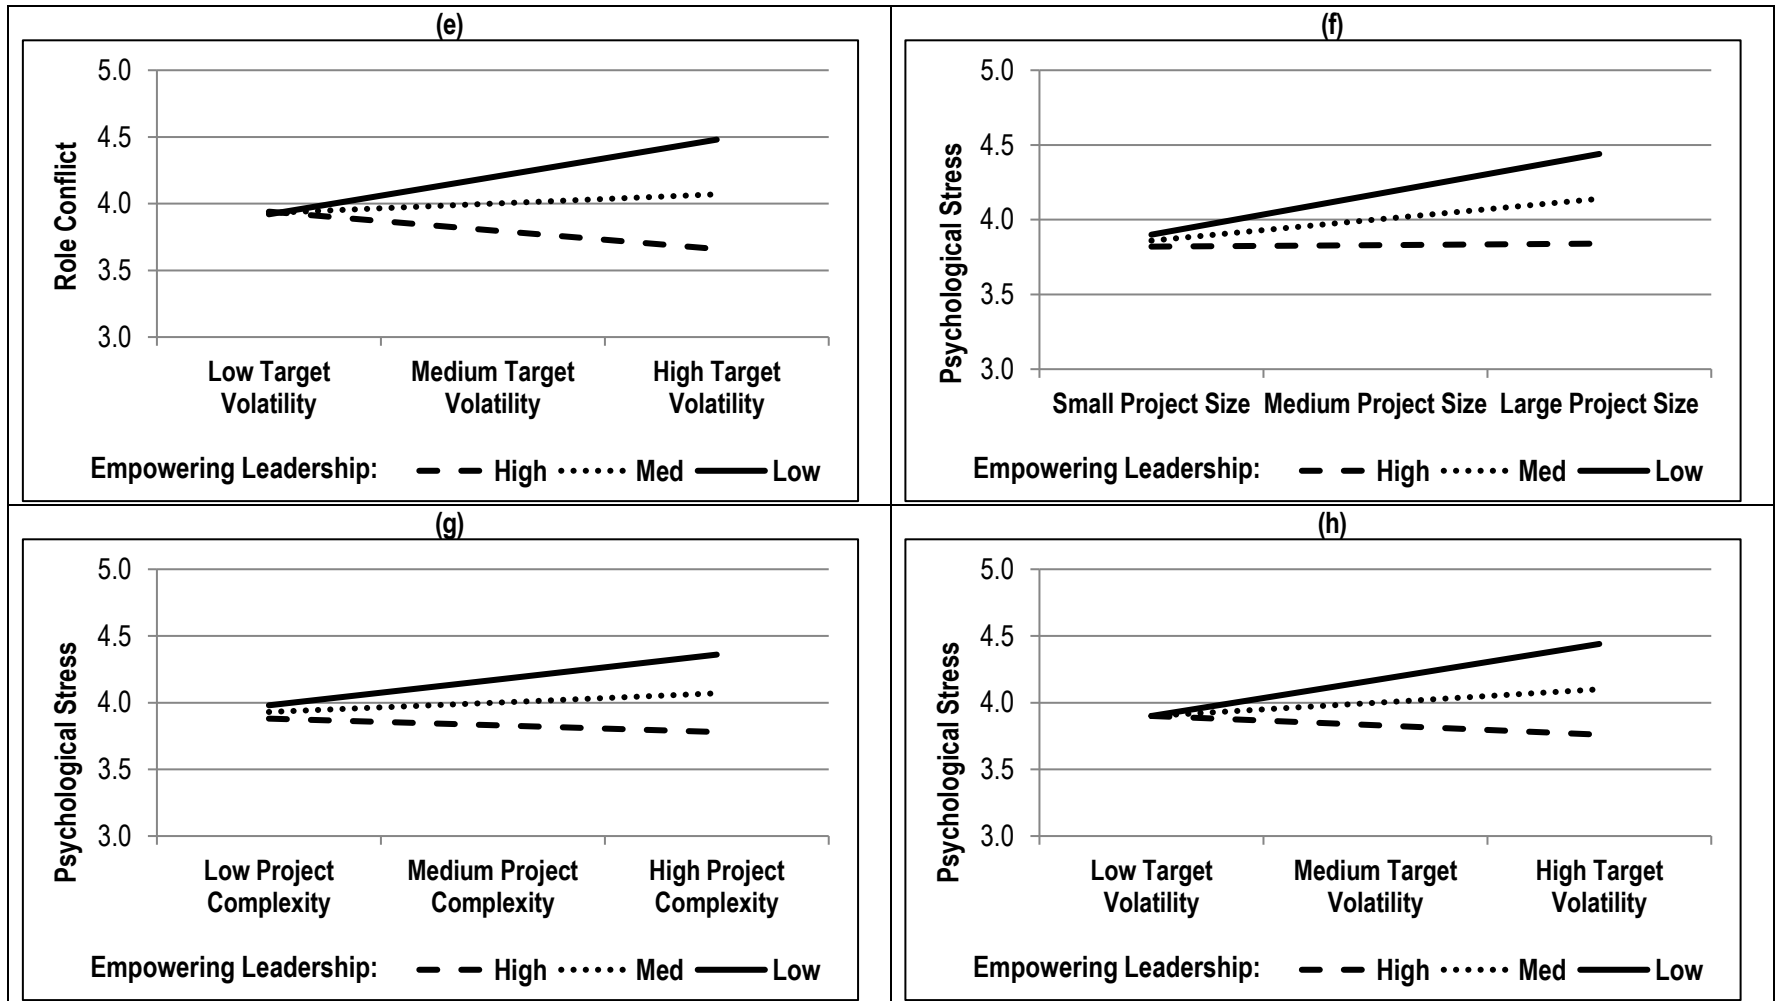 (e)
5.0
4.5
4.0
3.5
3.0
Role Conflict
Low Target
Volatility
Medium Target
Volatility
High Target
Volatility
Empowering Leadership: High Med Low
(f)
5.0
4.5
4.0
3.5
3.0
Psychological Stress
Small Project Size Medium Project Size Large Project Size
Empowering Leadership: High Med Low
(g)
5.0
4.5
4.0
3.5
3.0
Psychological Stress
Low Project
Complexity
Medium Project
Complexity
High Project
Complexity
Empowering Leadership: High Med Low
(h)
5.0
4.5
4.0
3.5
3.0
Psychological Stress
Low Target
Volatility
Medium Target
Volatility
High Target
Volatility
Empowering Leadership: High Med Low